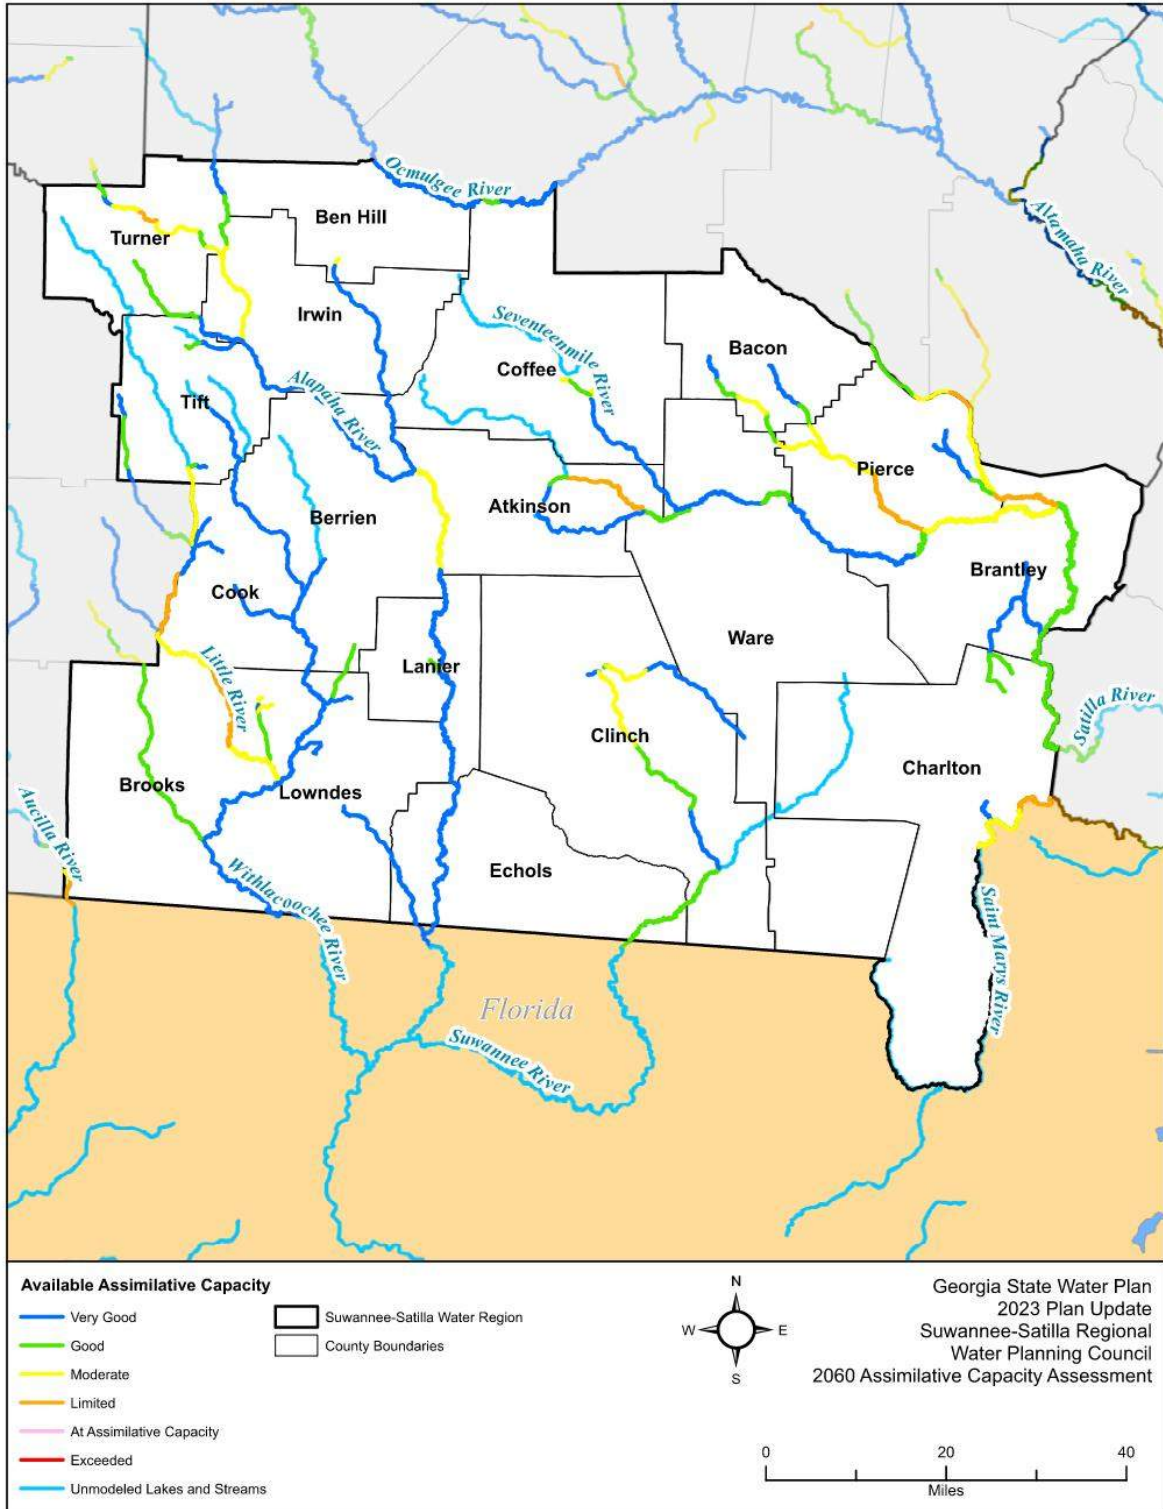 Ocmulgee River
Altamaha River
Ben Hill
Turner
Irwin
Seventeenmile River
Bacon
Coffee
Alapaha River
Tift
Pierce
Atkinson
Berrien
Brantley
Cook
Ware
Little River
Lanier
Satilla River
Clinch
Charlton
Brooks
Lowndes
Aucilla River
Echols
Withlacoochee River
Saint Marys River
Florida
Suwannee River
Available Assimilative Capacity
Very Good
Good
Moderate
Limited
At Assimilative Capacity
Exceeded
Unmodeled Lakes and Streams
Suwannee-Satilla Water Region
County Boundaries
N
W
E
S
Georgia State Water Plan
2023 Plan Update
Suwannee-Satilla Regional
Water Planning Council
2060 Assimilative Capacity Assessment
0 20 40
Miles